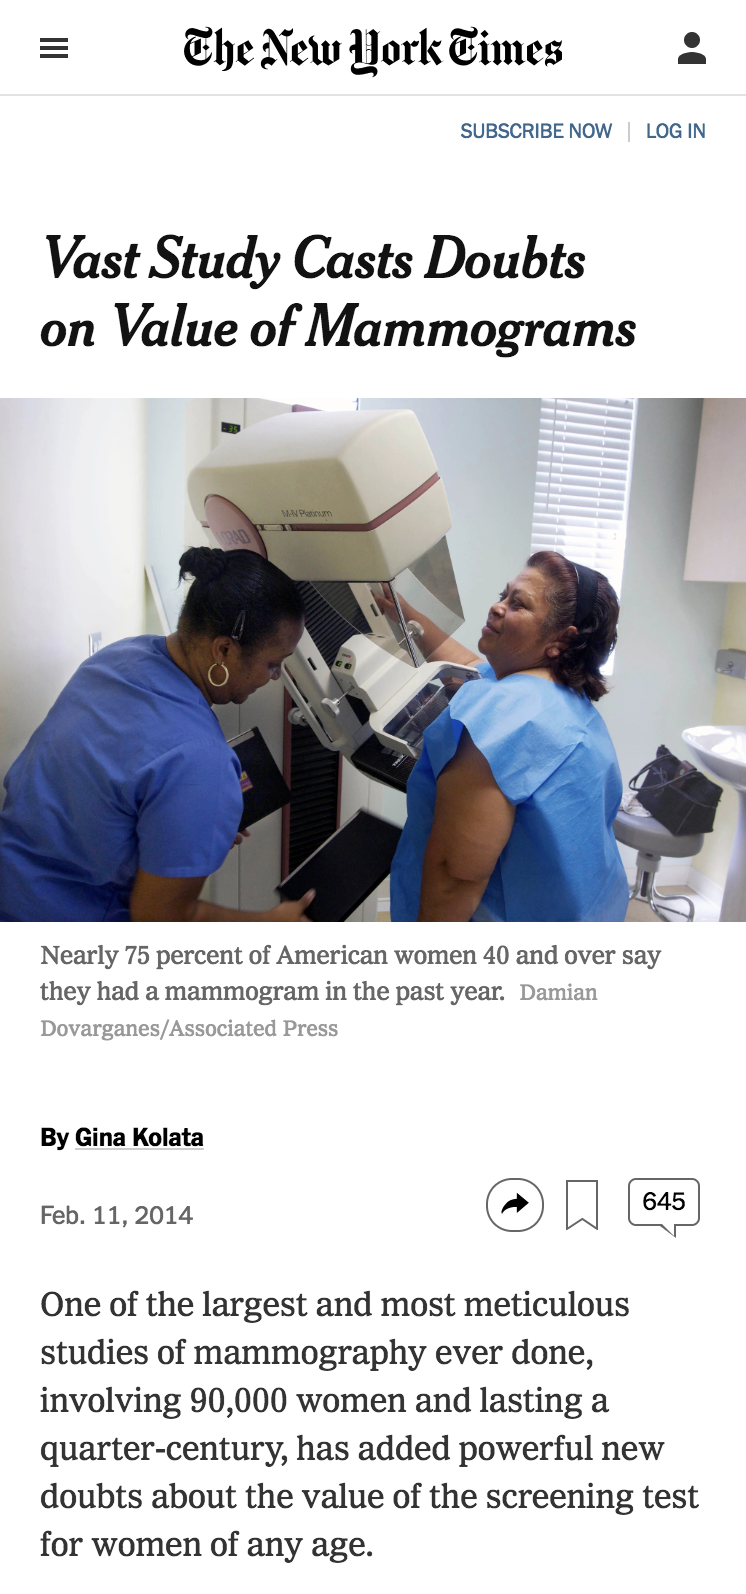 The New York Times
SUBSCRIBE NOW | LOG IN
Vast Study Casts Doubts
on Value of Mammograms
M-IV Platinum
Nearly 75 percent of American women 40 and over say
they had a mammogram in the past year. Damian
Dovarganes/Associated Press
By Gina Kolata
Feb. 11, 2014
645
One of the largest and most meticulous
studies of mammography ever done,
involving 90,000 women and lasting a
quarter-century, has added powerful new
doubts about the value of the screening test
for women of any age.